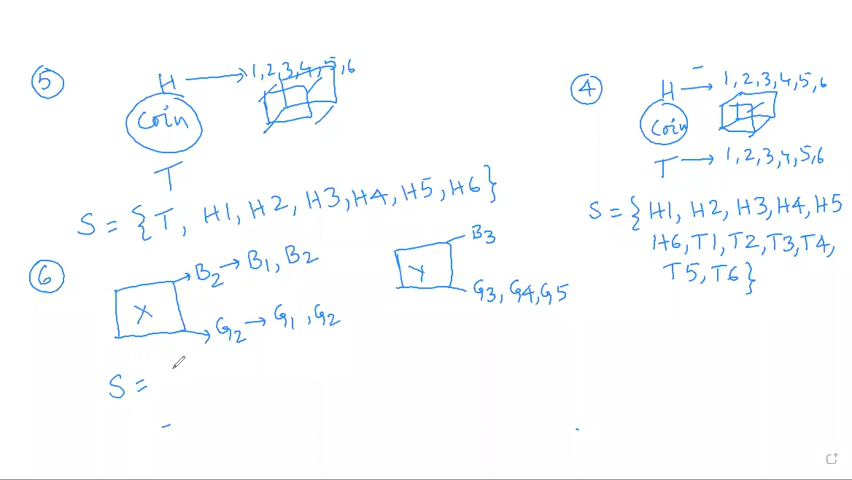 5
H → 1,2,3,4,5,6
Coin
T
S = {T, H1, H2, H3, H4, H5, H6}
4
H → 1,2,3,4,5,6
Coin
T → 1,2,3,4,5,6
S = {H1, H2, H3, H4, H5
H6, T1, T2, T3, T4,
T5, T6}
6
X
B2 → B1, B2
G2 → G1, G2
Y
B3
G3, G4, G5
S =